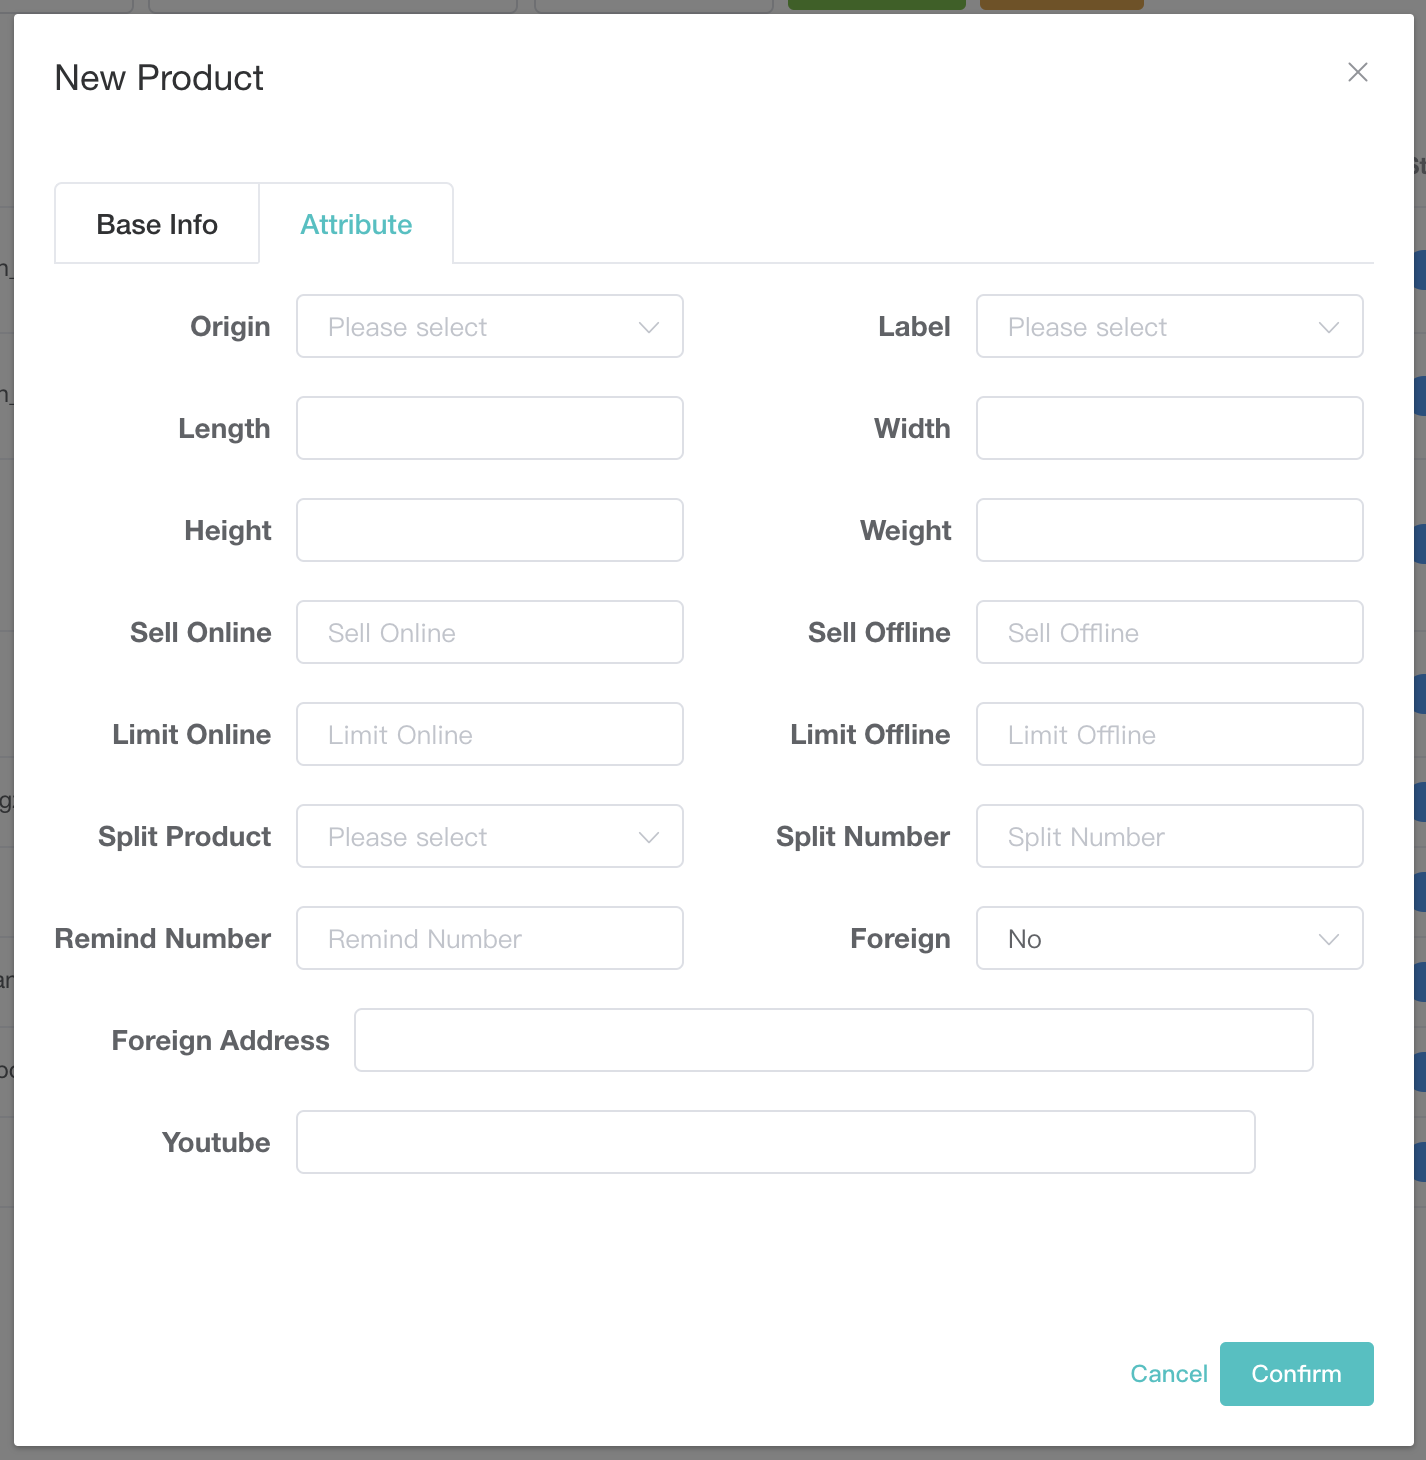 New Product
Base Info Attribute
Origin Please select Label Please select
Length Width
Height Weight
Sell Online Sell Online Sell Offline Sell Offline
Limit Online Limit Online Limit Offline Limit Offline
Split Product Please select Split Number Split Number
Remind Number Remind Number Foreign No
Foreign Address
Youtube
Cancel Confirm